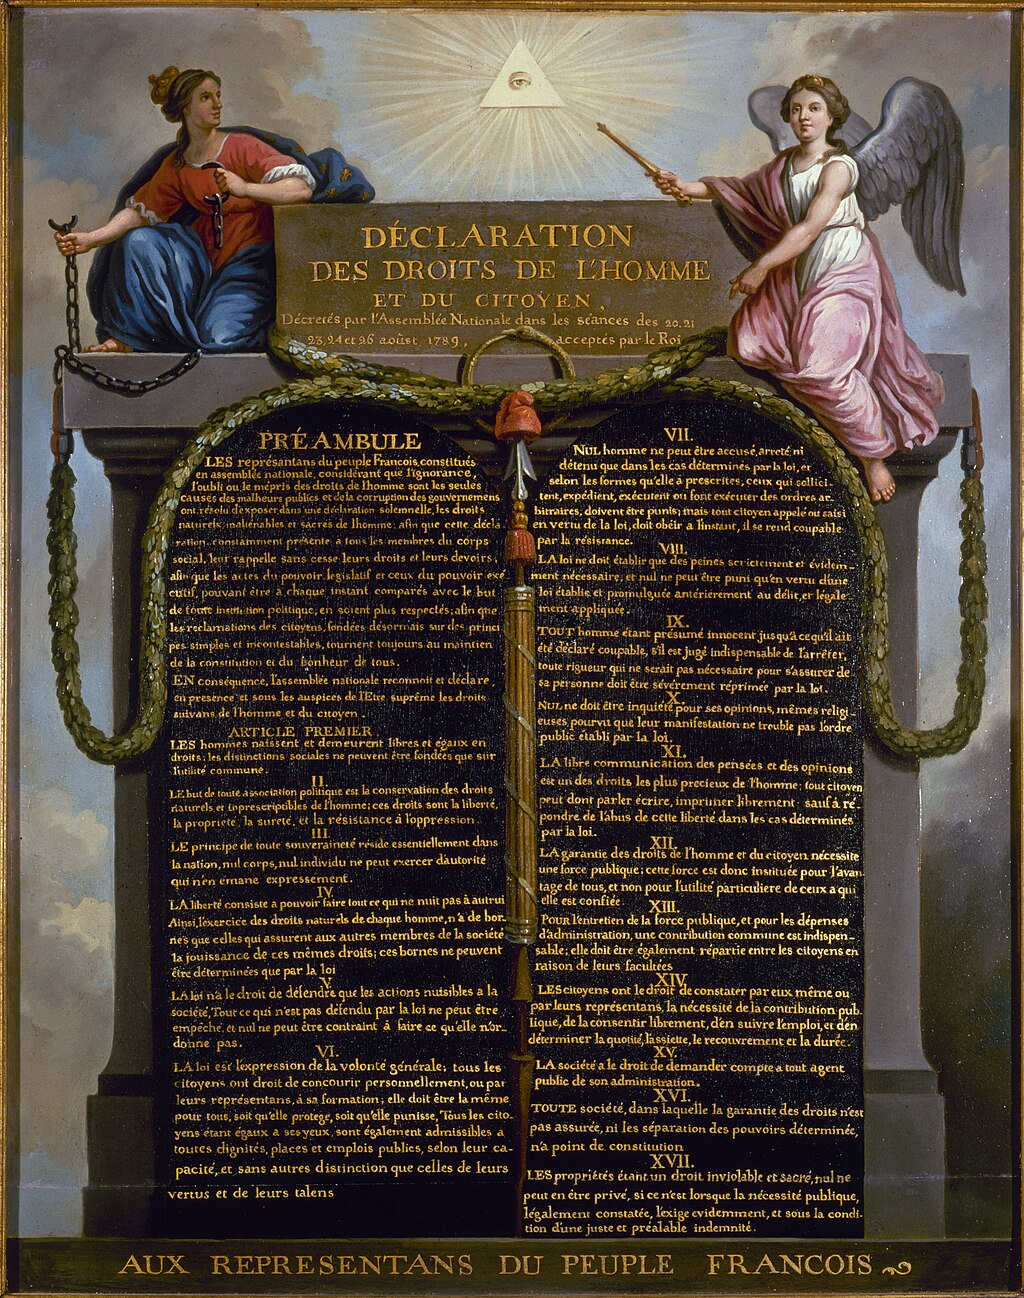 DÉCLARATION
DES DROITS DE L'HOMME
ET DU CITOYEN,
Décretés par l'Assemblée Nationale dans les séances des 20. 21
23, 24 et 26 aoùst 1789, acceptés par le Roi
PRÉAMBULE
LES représantans du peuple François, constitués
en assemblée nationale, considérant que l'ignorance,
l'oubli ou le mépris des droits de l'homme sont les seules
causes des malheurs publics et de la corruption des gouvernemens
ont résolu d'exposer dans une déclaration solemnelle, les droits
naturels, inaliénables et sacrés de l'homme; afin que cette décla
ration, constamment présente à tous les membres du corps
social, leur rappelle sans cesse leurs droits et leurs devoirs
afin que les actes du pouvoir législatif et ceux du pouvoir exé
cutif, pouvant être à chaque instant comparés avec le but
de toute institution politique, en soient plus respectés; afin que
les reclamations des citoyens, fondées désormais sur des princi
pes simples et incontestables, tournent toujours au maintien
de la constitution et du bonheur de tous.
EN conséquence, l'assemblée nationale reconnoit et déclare
en presence et sous les auspices de l'Etre suprême les droits
suivans de l'homme et du citoyen.
ARTICLE PREMIER
LES hommes naissent et demeurent libres et égaux en
droits; les distinctions sociales ne peuvent être fondées que sur
l'utilité commune.
II.
LE but de toute association politique est la conservation des droits
naturels et inprescriptibles de l'homme; ces droits sont la liberté,
la propriété, la sureté, et la résistance à l'oppression.
III.
LE principe de toute souveraineté réside essentiellement dans
la nation, nul corps, nul individu ne peut exercer d'autorité
qui n'en émane expressement.
IV.
LA liberté consiste a pouvoir faire tout ce qui ne nuit pas à autrui
Ainsi, l'exercice des droits naturels de chaque homme, n'a de bor-
nes que celles qui assurent aux autres membres de la société
la jouissance de ces mêmes droits; ces bornes ne peuvent
être déterminées que par la loi
V.
LA loi n'a le droit de défendre que les actions nuisibles a la
société, Tout ce qui n'est pas défendu par la loi ne peut être
empêché, et nul ne peut être contraint à faire ce qu'elle n'or-
donne pas.
VI.
LA loi est l'expression de la volonté générale; tous les
citoyens ont droit de concourir personnellement, ou par
leurs représentans, à sa formation; elle doit être la même
pour tous, soit qu'elle protege, soit qu'elle punisse, Tous les cito-
yens étant égaux à ses yeux, sont également admissibles a
toutes dignités, places et emplois publics, selon leur ca-
pacité, et sans autres distinction que celles de leurs
vertus et de leurs talens
VII.
NUL homme ne peut être accusé, arreté ni
détenu que dans les cas déterminés par la loi, et
selon les formes qu'elle à prescrites, ceux qui sollici-
tent, expédient, exécutent ou font exécuter des ordres ar-
bitraires, doivent être punis; mais tout citoyen appelé ou saisi
en vertu de la loi, doit obéir a l'instant, il se rend coupable
par la résistance.
VIII.
LA loi ne doit établir que des peines strictement et évidem-
ment nécessaire, et nul ne peut être puni qu'en vertu d'une
loi établie et promulguée antérierement au délit, et légale
ment appliquée.
IX.
TOUT homme étant présumé innocent jusqu'a ce qu'il ait
été déclaré coupable, s'il est jugé indispensable de l'arrêter,
toute rigueur qui ne serait pas nécessaire pour s'assurer de
sa personne doit être sévérement réprimée par la loi.
X.
NUL ne doit être inquiété pour ses opinions, mêmes religi-
euses, pourvu que leur manifestation ne trouble pas l'ordre
public établi par la loi.
XI.
LA libre communication des pensées et des opinions
est un des droits les plus precieux de l'homme; tout citoyen
peut dont parler écrire, imprimer librement sauf à ré-
pondre de l'abus de cette liberté dans les cas déterminés
par la loi.
XII.
LA garantie des droits de l'homme et du citoyen nécessite
une force publique; cette force est donc instituée pour l'avan
tage de tous, et non pour l'utilité particuliere de ceux a qui
elle est confiée.
XIII.
POUR l'entretien de la force publique, et pour les dépenses
d'administration, une contribution commune est indispen-
sable; elle doit être également répartie entre les citoyens en
raison de leurs facultées
XIV.
LES citoyens ont le droit de constater par eux même ou
par leurs représentans, la nécessité de la contribution pub-
lique, de la consentir librement, d'en suivre l'emploi, et d'en
déterminer la quotité, l'assiette, le recouvrement et la durée.
XV.
LA société a le droit de demander compte a tout agent
public de son administration.
XVI.
TOUTE société, dans laquelle la garantie des droits n'est
pas assurée, ni les séparation des pouvoirs déterminée,
n'a point de constitution
XVII.
LES propriétés étant un droit inviolable et sacré, nul ne
peut en être privé, si ce n'est lorsque la nécessité publique,
légalement constatée, l'exige evidemment, et sous la condi-
tion d'une juste et préalable indemnité.
AUX REPRESENTANS DU PEUPLE FRANCOIS